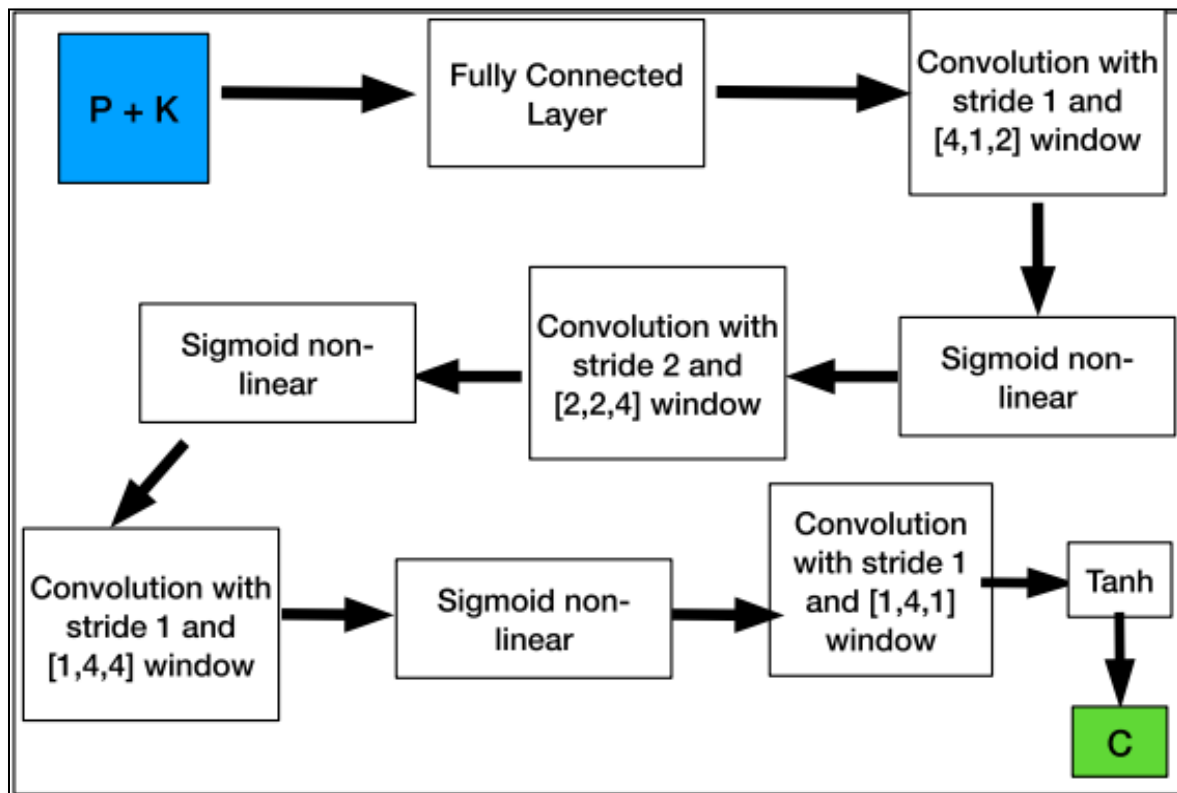 P + K
Fully Connected
Layer
Convolution with
stride 1 and
[4,1,2] window
Sigmoid non-
linear
Convolution with
stride 2 and
[2,2,4] window
Sigmoid non-
linear
Convolution with
stride 1 and
[1,4,4] window
Sigmoid non-
linear
Convolution
with stride 1
and [1,4,1]
window
Tanh
C